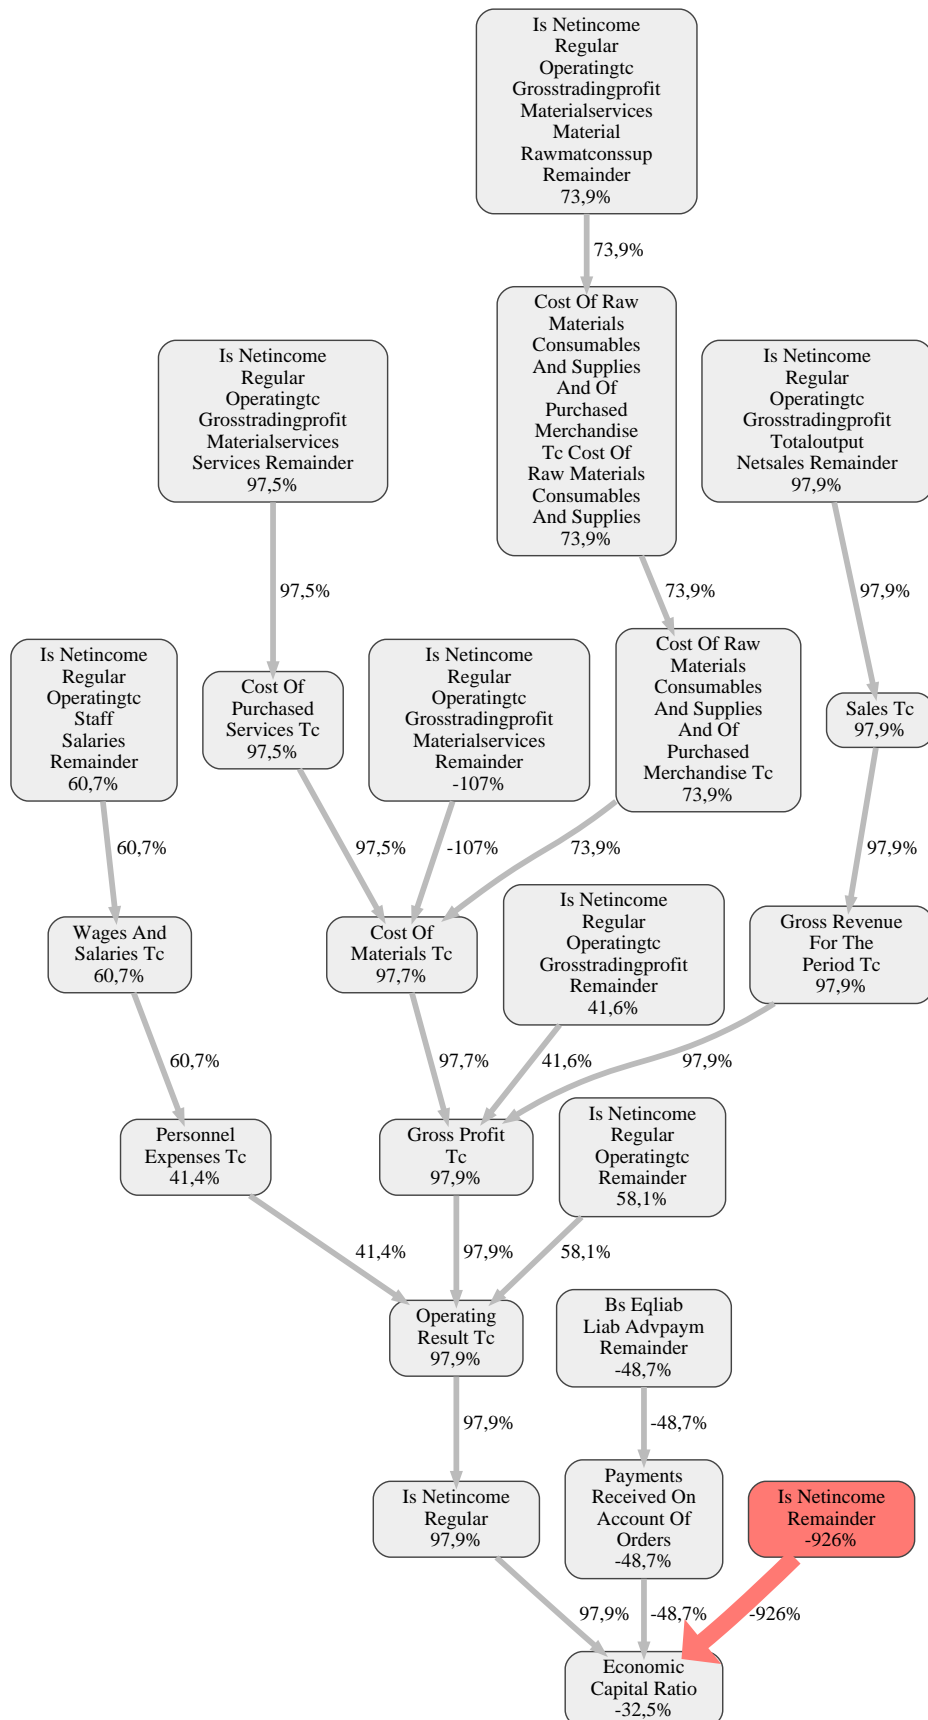 Is Netincome
Regular
Operatingtc
Grosstradingprofit
Materialservices
Material
Rawmatconssup
Remainder
73,9%
73,9%
Cost Of Raw
Materials
Consumables
And Supplies
And Of
Purchased
Merchandise
Tc Cost Of
Raw Materials
Consumables
And Supplies
73,9%
Is Netincome
Regular
Operatingtc
Grosstradingprofit
Materialservices
Services Remainder
97,5%
Is Netincome
Regular
Operatingtc
Grosstradingprofit
Totaloutput
Netsales Remainder
97,9%
97,5%
73,9%
97,9%
Is Netincome
Regular
Operatingtc
Staff
Salaries
Remainder
60,7%
Cost Of
Purchased
Services Tc
97,5%
Is Netincome
Regular
Operatingtc
Grosstradingprofit
Materialservices
Remainder
-107%
Cost Of Raw
Materials
Consumables
And Supplies
And Of
Purchased
Merchandise Tc
73,9%
Sales Tc
97,9%
60,7%
97,5%
-107%
73,9%
97,9%
Wages And
Salaries Tc
60,7%
Cost Of
Materials Tc
97,7%
Is Netincome
Regular
Operatingtc
Grosstradingprofit
Remainder
41,6%
Gross Revenue
For The
Period Tc
97,9%
60,7%
97,7%
41,6%
97,9%
Personnel
Expenses Tc
41,4%
Gross Profit
Tc
97,9%
Is Netincome
Regular
Operatingtc
Remainder
58,1%
41,4%
97,9%
58,1%
Operating
Result Tc
97,9%
Bs Eqliab
Liab Advpaym
Remainder
-48,7%
97,9%
-48,7%
Is Netincome
Regular
97,9%
Payments
Received On
Account Of
Orders
-48,7%
Is Netincome
Remainder
-926%
97,9%
-48,7%
-926%
Economic
Capital Ratio
-32,5%